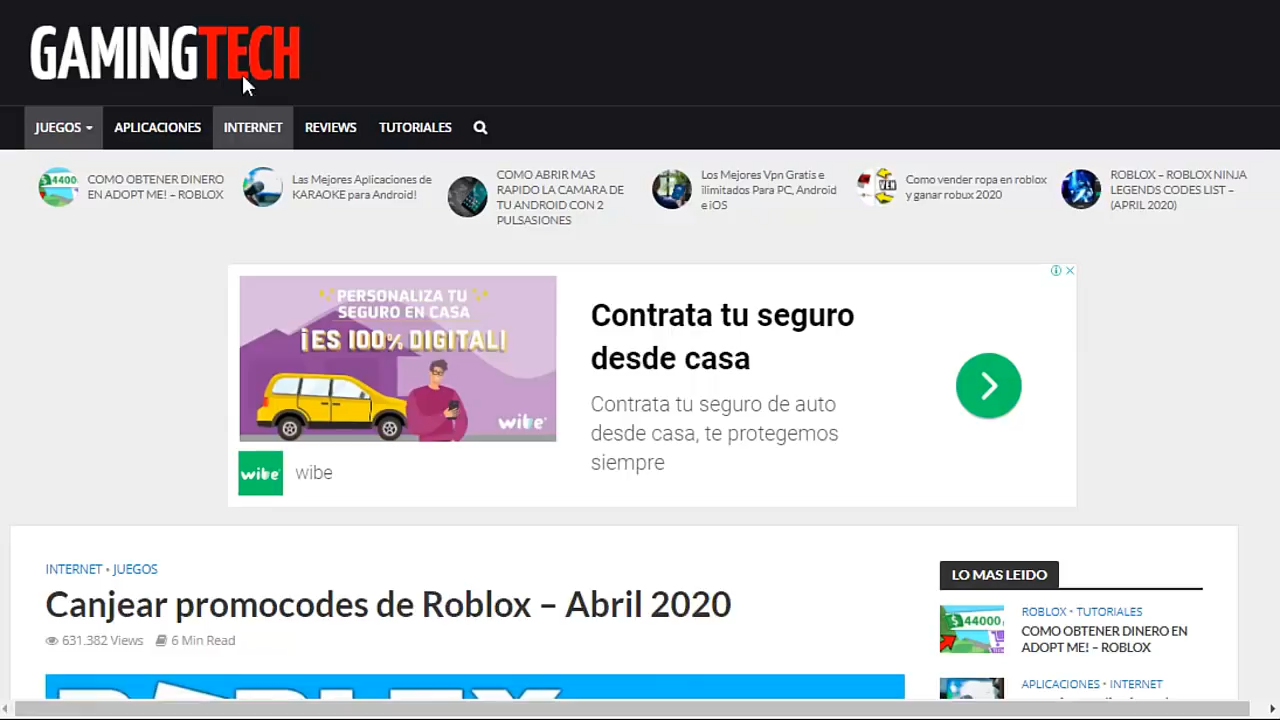 GAMINGTECH
JUEGOS
APLICACIONES
INTERNET
REVIEWS
TUTORIALES
$ 4400
COMO OBTENER DINERO
EN ADOPT ME! – ROBLOX
Las Mejores Aplicaciones de
KARAOKE para Android!
COMO ABRIR MAS
RAPIDO LA CAMARA DE
TU ANDROID CON 2
PULSASIONES
Los Mejores Vpn Gratis e
ilimitados Para PC, Android
e iOS
Como vender ropa en roblox
y ganar robux 2020
ROBLOX – ROBLOX NINJA
LEGENDS CODES LIST –
(APRIL 2020)
PERSONALIZA TU
SEGURO EN CASA
¡ES 100% DIGITAL!
wibe
wibe
wibe
Contrata tu seguro
desde casa
Contrata tu seguro de auto
desde casa, te protegemos
siempre
INTERNET • JUEGOS
Canjear promocodes de Roblox – Abril 2020
631.382 Views
6 Min Read
LO MAS LEIDO
$ 44000
ROBLOX • TUTORIALES
COMO OBTENER DINERO EN
ADOPT ME! – ROBLOX
APLICACIONES • INTERNET